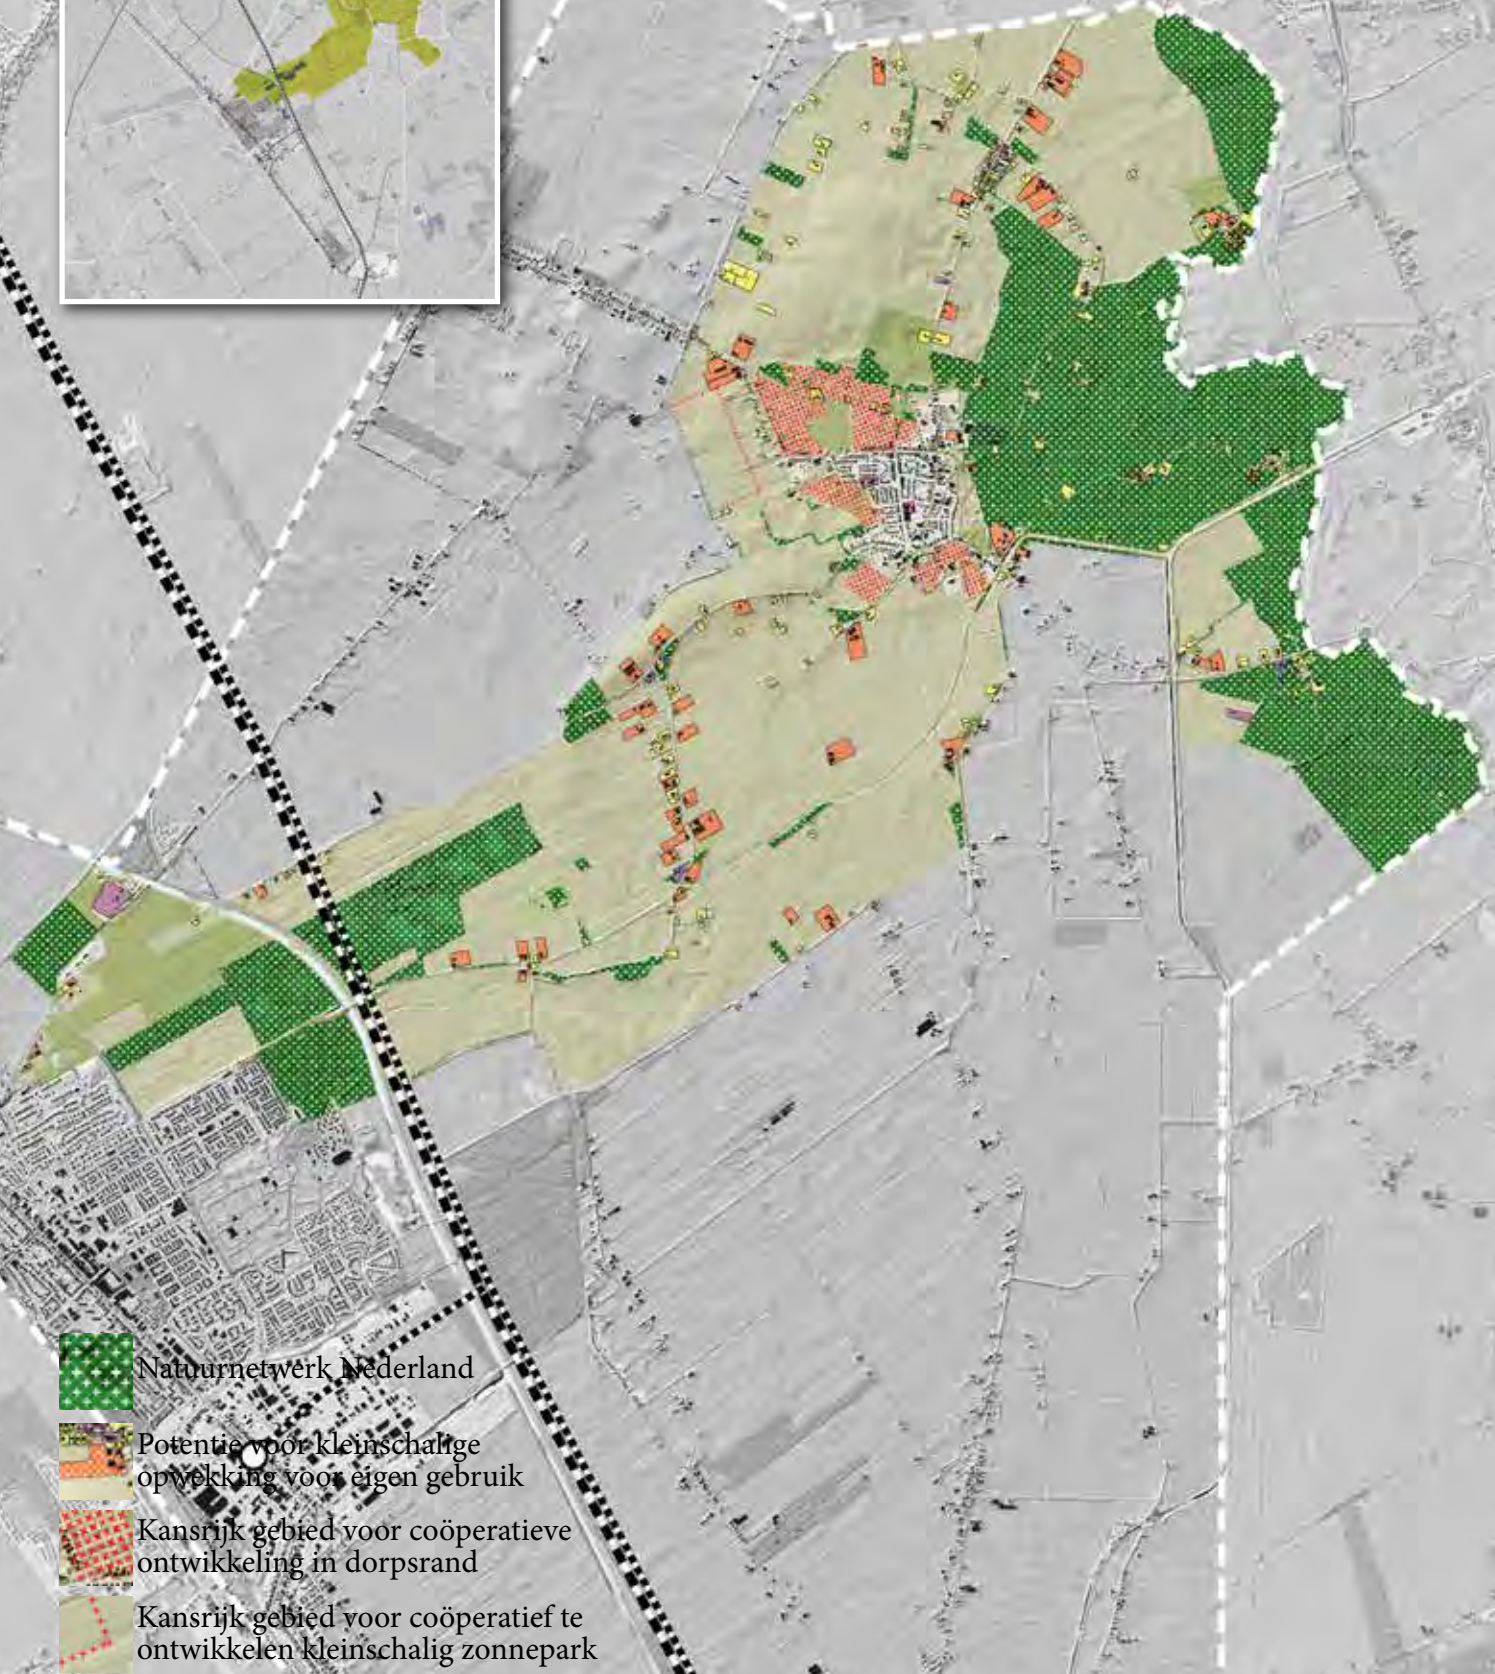 Natuurnetwerk Nederland
Potentie voor kleinschalige
opwekking voor eigen gebruik
Kansrijk gebied voor coöperatieve
ontwikkeling in dorpsrand
Kansrijk gebied voor coöperatief te
ontwikkelen kleinschalig zonnepark